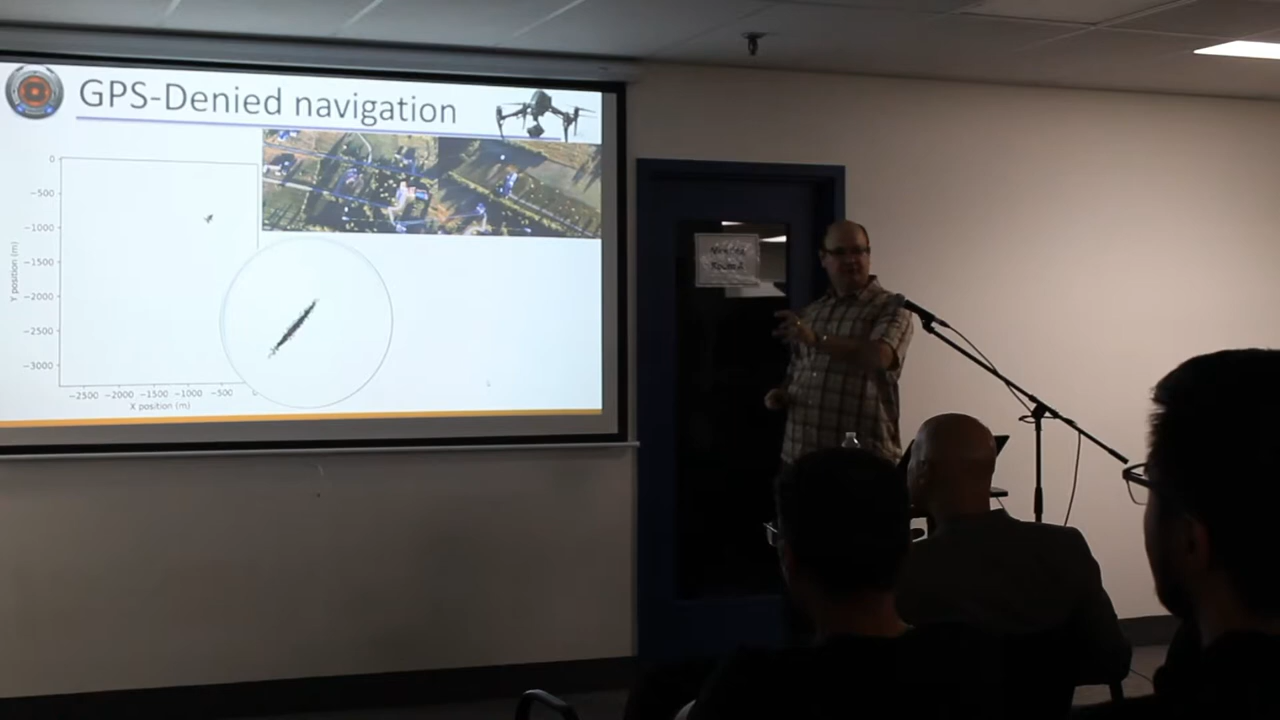 GPS-Denied navigation
0
−500
−1000
−1500
−2000
−2500
−3000
Y position (m)
−2500 −2000 −1500 −1000 −500
X position (m)